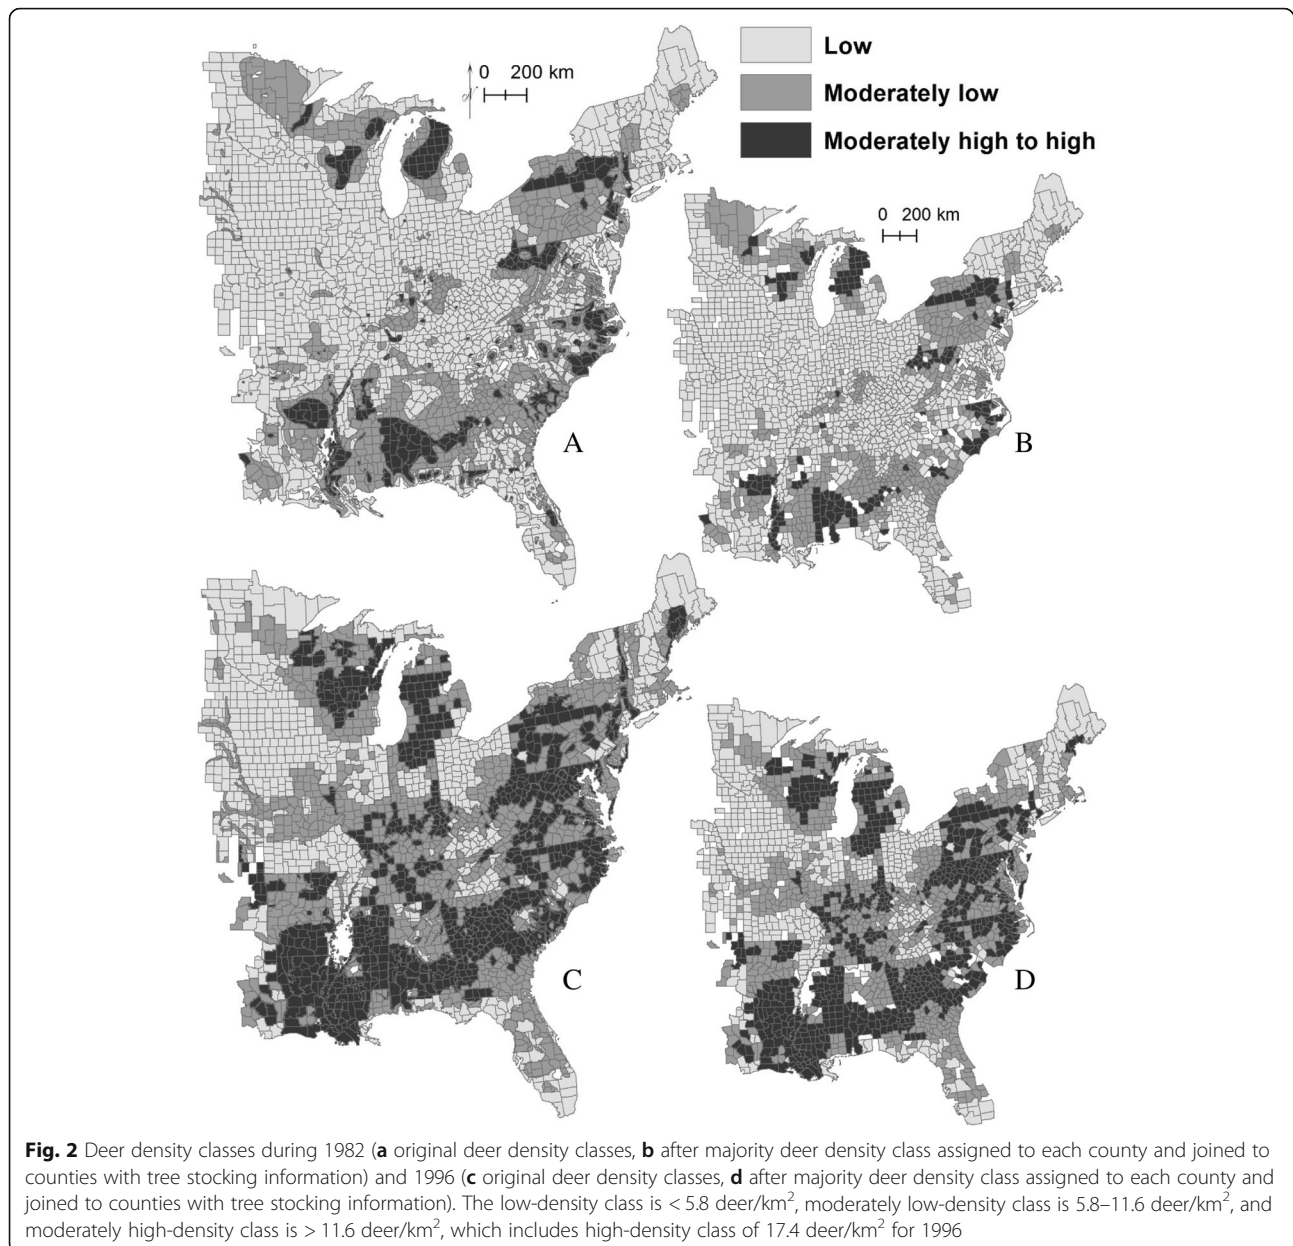 0 200 km
Low
Moderately low
Moderately high to high
0 200 km
A
B
C
D
Fig. 2 Deer density classes during 1982 (a original deer density classes, b after majority deer density class assigned to each county and joined to
counties with tree stocking information) and 1996 (c original deer density classes, d after majority deer density class assigned to each county and
joined to counties with tree stocking information). The low-density class is < 5.8 deer/km², moderately low-density class is 5.8–11.6 deer/km², and
moderately high-density class is > 11.6 deer/km², which includes high-density class of 17.4 deer/km² for 1996